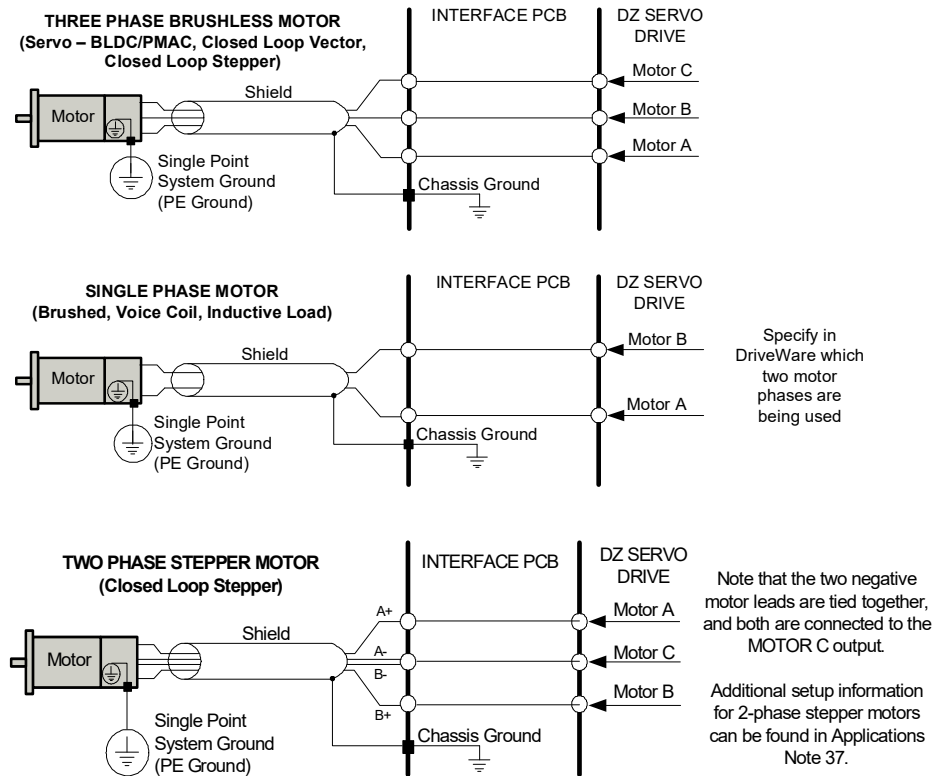 THREE PHASE BRUSHLESS MOTOR
(Servo – BLDC/PMAC, Closed Loop Vector,
Closed Loop Stepper)
INTERFACE PCB
DZ SERVO
DRIVE
Motor
Shield
Single Point
System Ground
(PE Ground)
Chassis Ground
Motor C
Motor B
Motor A
SINGLE PHASE MOTOR
(Brushed, Voice Coil, Inductive Load)
INTERFACE PCB
DZ SERVO
DRIVE
Motor
Shield
Single Point
System Ground
(PE Ground)
Chassis Ground
Motor B
Motor A
Specify in
DriveWare which
two motor
phases are
being used
TWO PHASE STEPPER MOTOR
(Closed Loop Stepper)
INTERFACE PCB
DZ SERVO
DRIVE
Motor
Shield
A+
A-
B-
B+
Single Point
System Ground
(PE Ground)
Chassis Ground
Motor A
Motor C
Motor B
Note that the two negative
motor leads are tied together,
and both are connected to the
MOTOR C output.
Additional setup information
for 2-phase stepper motors
can be found in Applications
Note 37.